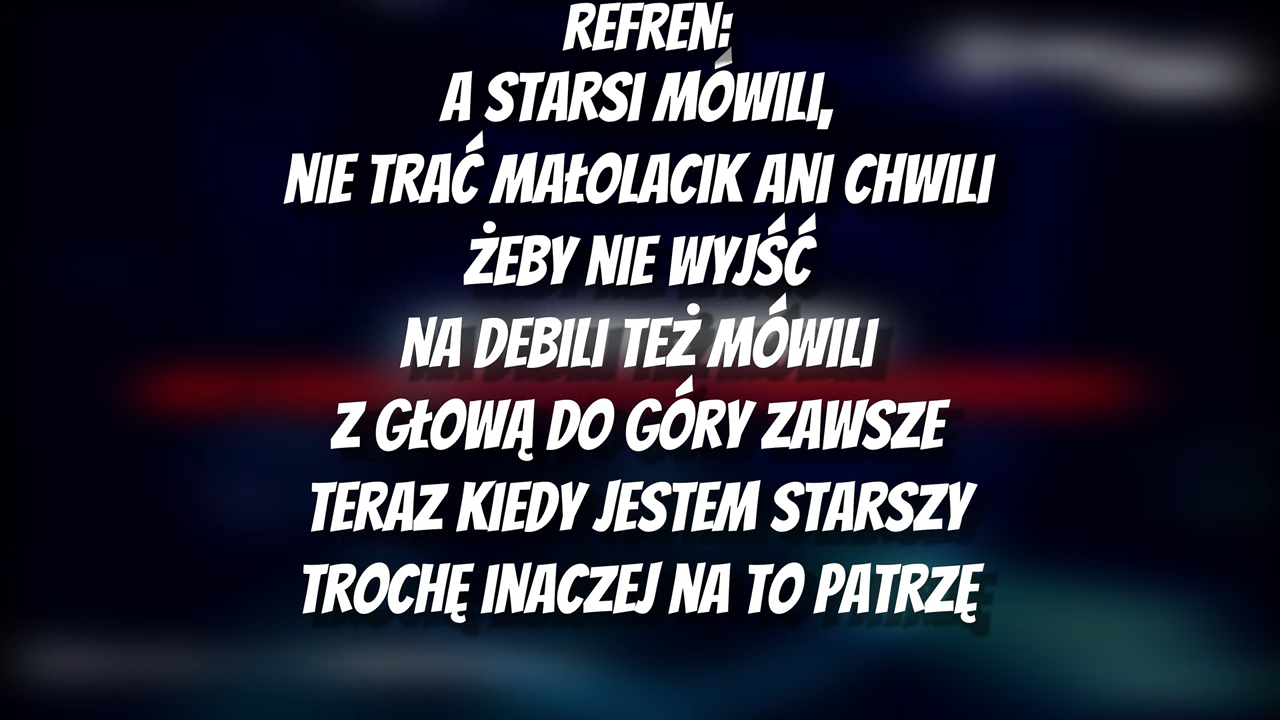 REFREN:
A STARSI MÓWILI,
NIE TRAĆ MAŁOLACIK ANI CHWILI
ŻEBY NIE WYJŚĆ
NA DEBILI TEŻ MÓWILI
Z GŁOWĄ DO GÓRY ZAWSZE
TERAZ KIEDY JESTEM STARSZY
TROCHĘ INACZEJ NA TO PATRZĘ